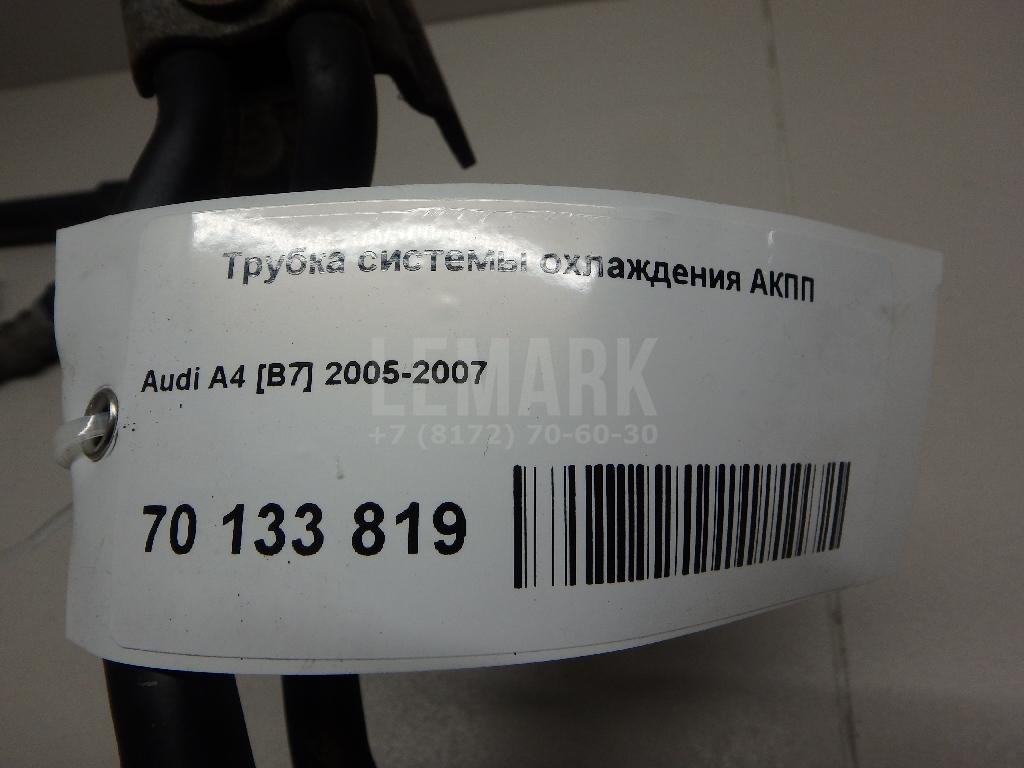 Трубка системы охлаждения АКПП
Audi A4 [B7] 2005-2007
LEMARK
+7 (8172) 70-60-30
70 133 819